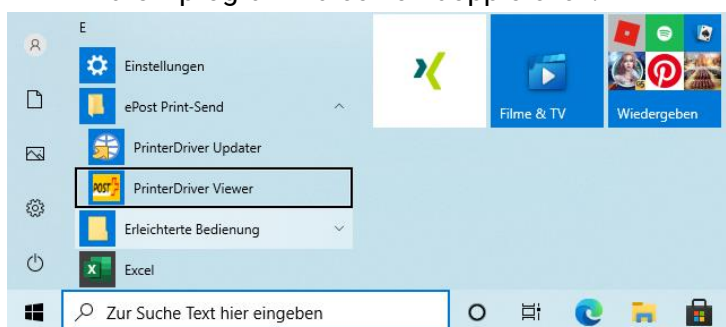 E
Einstellungen
ePost Print-Send
PrinterDriver Updater
POST
PrinterDriver Viewer
Erleichterte Bedienung
Excel
Filme & TV
Wiedergeben
Zur Suche Text hier eingeben